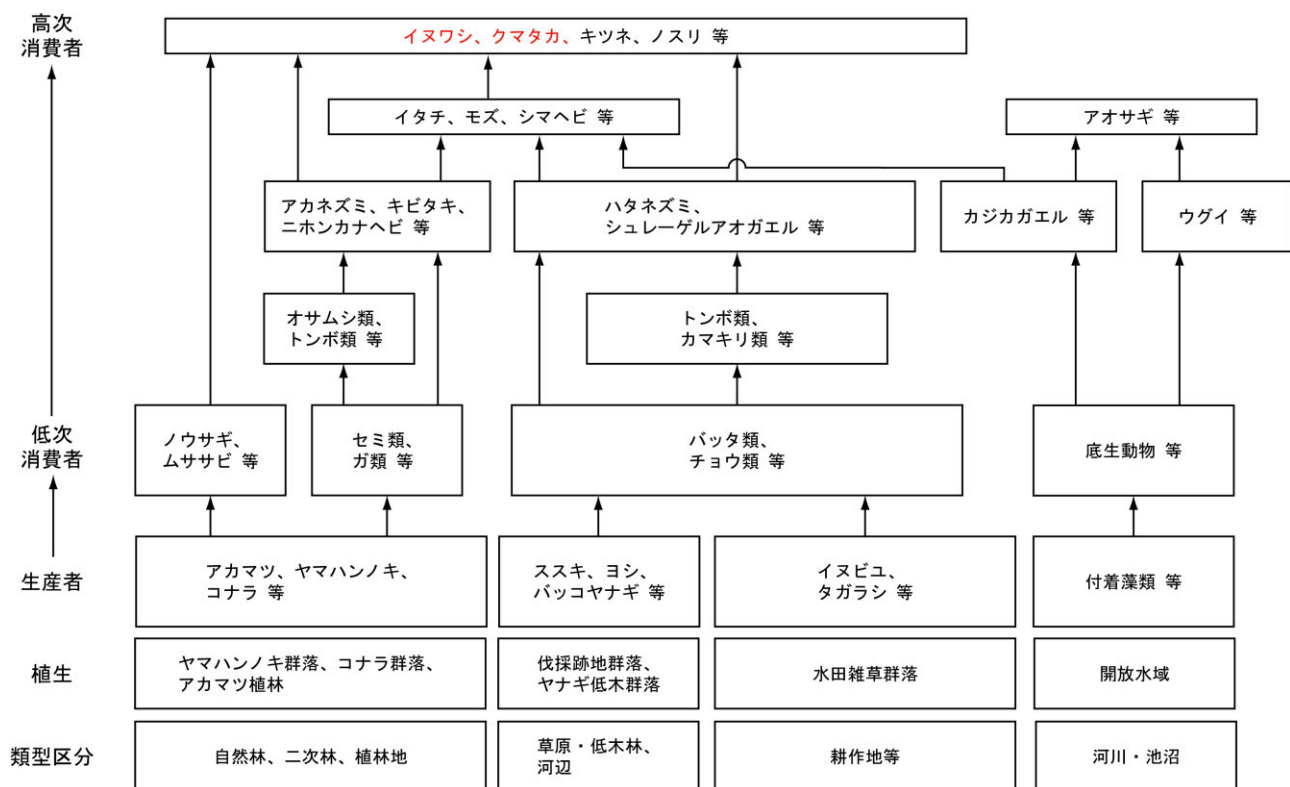 高次
消費者
イヌワシ、クマタカ、キツネ、ノスリ 等
イタチ、モズ、シマヘビ 等
アオサギ 等
アカネズミ、キビタキ、
ニホンカナヘビ 等
ハタネズミ、
シュレーゲルアオガエル 等
カジカガエル 等
ウグイ 等
オサムシ類、
トンボ類 等
トンボ類、
カマキリ類 等
低次
消費者
ノウサギ、
ムササビ 等
セミ類、
ガ類 等
バッタ類、
チョウ類 等
底生動物 等
生産者
アカマツ、ヤマハンノキ、
コナラ 等
ススキ、ヨシ、
バッコヤナギ 等
イヌビユ、
タガラシ 等
付着藻類 等
植生
ヤマハンノキ群落、コナラ群落、
アカマツ植林
伐採跡地群落、
ヤナギ低木群落
水田雑草群落
開放水域
類型区分
自然林、二次林、植林地
草原・低木林、
河辺
耕作地等
河川・池沼